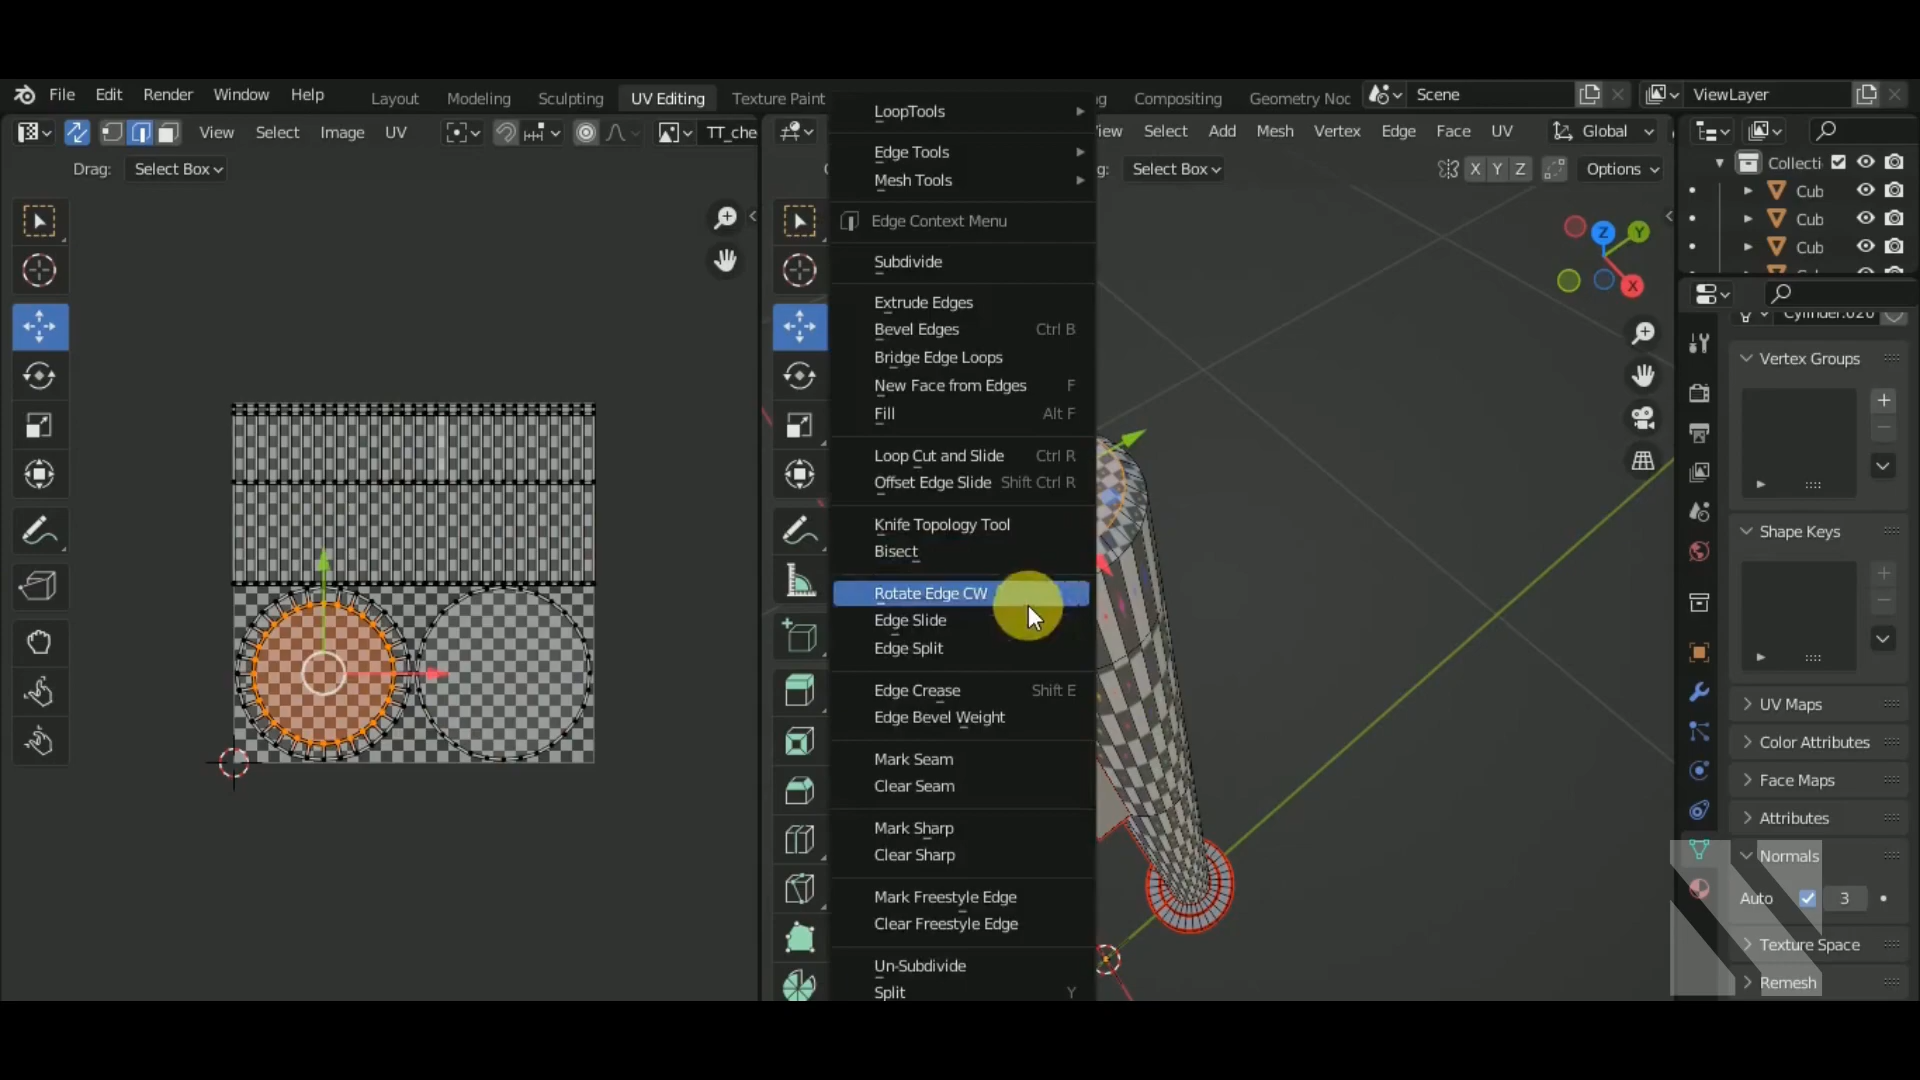 File Edit Render Window Help Layout Modeling Sculpting UV Editing Texture Paint Compositing Geometry Noc Scene ViewLayer
View Select Image UV TT_che View Select Add Mesh Vertex Edge Face UV Global
Drag: Select Box Select Box X Y Z Options
Collecti
Cub
Cub
Cub
Cylinder.020
LoopTools
Edge Tools
Mesh Tools
Edge Context Menu
Subdivide
Extrude Edges
Bevel Edges Ctrl B
Bridge Edge Loops
New Face from Edges F
Fill Alt F
Loop Cut and Slide Ctrl R
Offset Edge Slide Shift Ctrl R
Knife Topology Tool
Bisect
Rotate Edge CW
Edge Slide
Edge Split
Edge Crease Shift E
Edge Bevel Weight
Mark Seam
Clear Seam
Mark Sharp
Clear Sharp
Mark Freestyle Edge
Clear Freestyle Edge
Un-Subdivide
Split Y
Z Y X
Vertex Groups
Shape Keys
UV Maps
Color Attributes
Face Maps
Attributes
Normals
Auto 3
Texture Space
Remesh